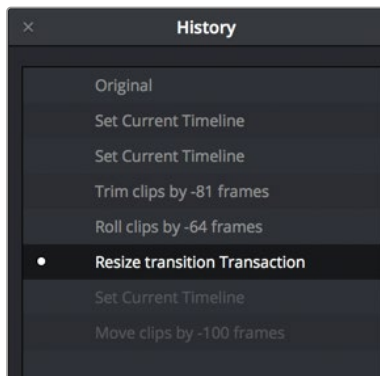 History
Original
Set Current Timeline
Set Current Timeline
Trim clips by -81 frames
Roll clips by -64 frames
Resize transition Transaction
Set Current Timeline
Move clips by -100 frames